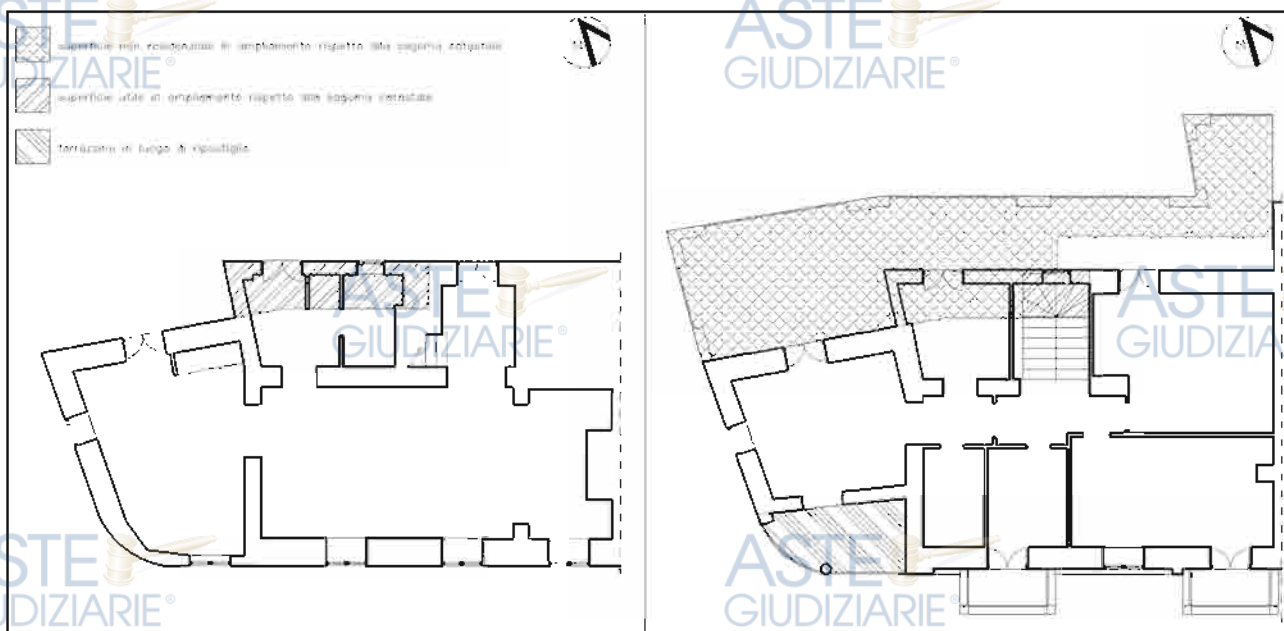 superficie non residenziale in ampliamento rispetto alla sagoma catastale
superficie utile in ampliamento rispetto alla sagoma catastale
terrazzino in luogo di ripostiglio
ASTE
GIUDIZIARIE®
ASTE
GIUDIZIARIE®
ASTE
GIUDIZIARIE®
ASTE
GIUDIZIA
ASTE
GIUDIZIARIE®
ASTE
GIUDIZIARIE®